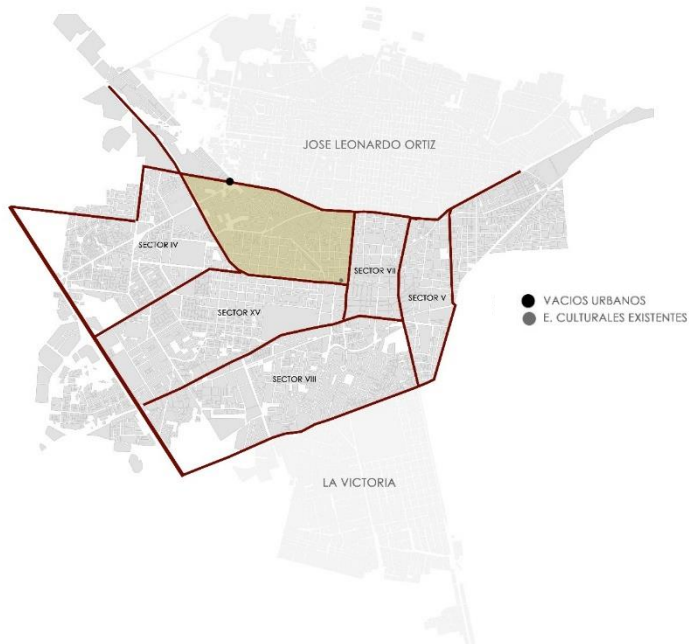 JOSE LEONARDO ORTIZ
SECTOR IV
SECTOR VII
SECTOR V
SECTOR XV
VACIOS URBANOS
E. CULTURALES EXISTENTES
SECTOR VIII
LA VICTORIA